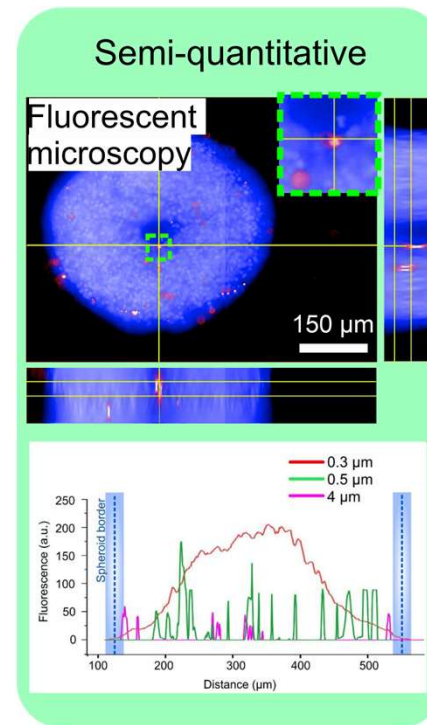 Semi-quantitative
Fluorescent
microscopy
150 µm
0.3 µm
0.5 µm
4 µm
Spheroid border
Fluorescence (a.u.)
250
200
150
100
50
0
100
200
300
400
500
Distance (µm)